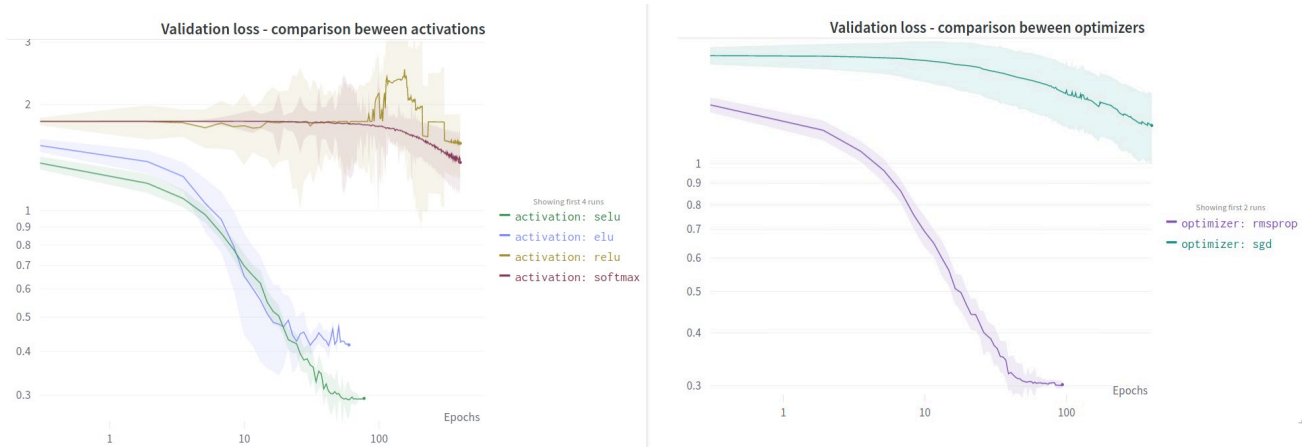 Validation loss - comparison beween activations
3
2
1
0.9
0.8
0.7
0.6
0.5
0.4
0.3
1
10
100
Epochs
Showing first 4 runs
activation: selu
activation: elu
activation: relu
activation: softmax
Validation loss - comparison beween optimizers
1
0.9
0.8
0.7
0.6
0.5
0.4
0.3
1
10
100
Epochs
Showing first 2 runs
optimizer: rmsprop
optimizer: sgd